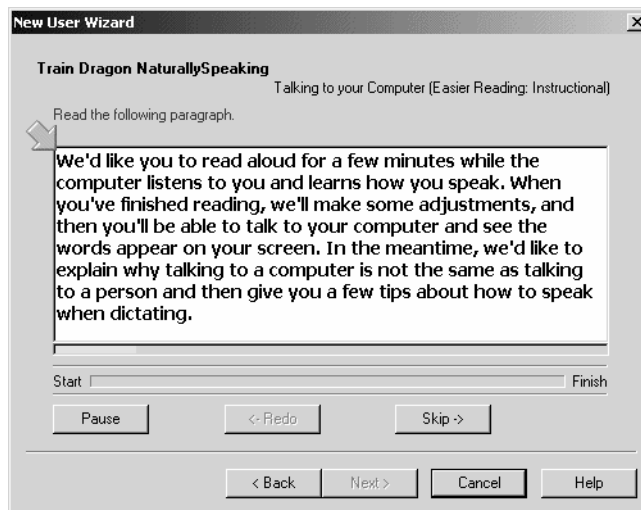 New User Wizard
Train Dragon NaturallySpeaking
Talking to your Computer (Easier Reading: Instructional)
Read the following paragraph.
We'd like you to read aloud for a few minutes while the
computer listens to you and learns how you speak. When
you've finished reading, we'll make some adjustments, and
then you'll be able to talk to your computer and see the
words appear on your screen. In the meantime, we'd like to
explain why talking to a computer is not the same as talking
to a person and then give you a few tips about how to speak
when dictating.
Start Finish
Pause <- Redo Skip ->
< Back Next > Cancel Help